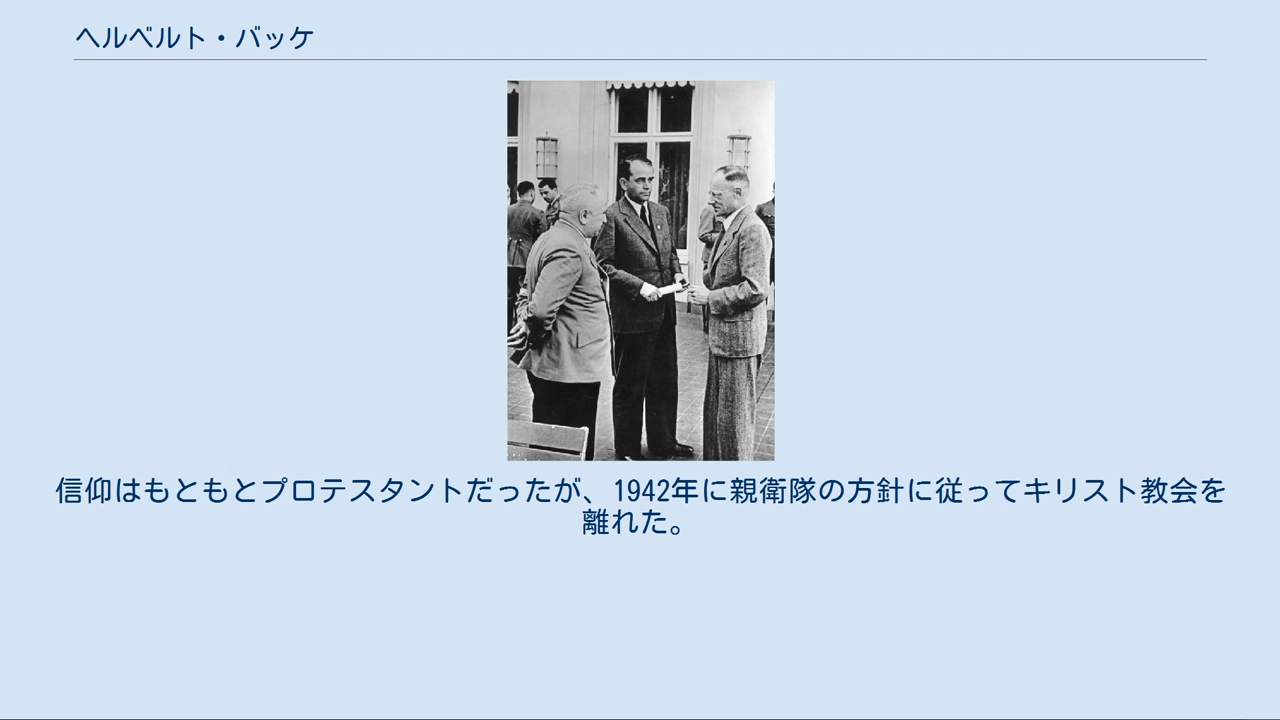 ヘルベルト・バッケ
信仰はもともとプロテスタントだったが、1942年に親衛隊の方針に従ってキリスト教会を
離れた。